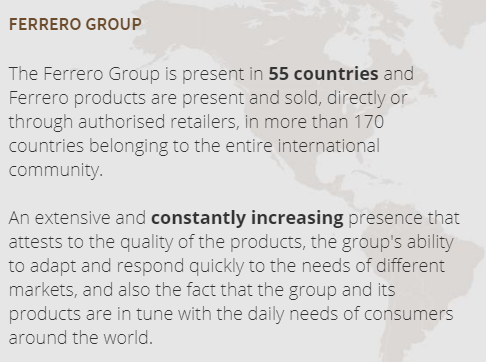 FERRERO GROUP
The Ferrero Group is present in 55 countries and
Ferrero products are present and sold, directly or
through authorised retailers, in more than 170
countries belonging to the entire international
community.
An extensive and constantly increasing presence that
attests to the quality of the products, the group's ability
to adapt and respond quickly to the needs of different
markets, and also the fact that the group and its
products are in tune with the daily needs of consumers
around the world.